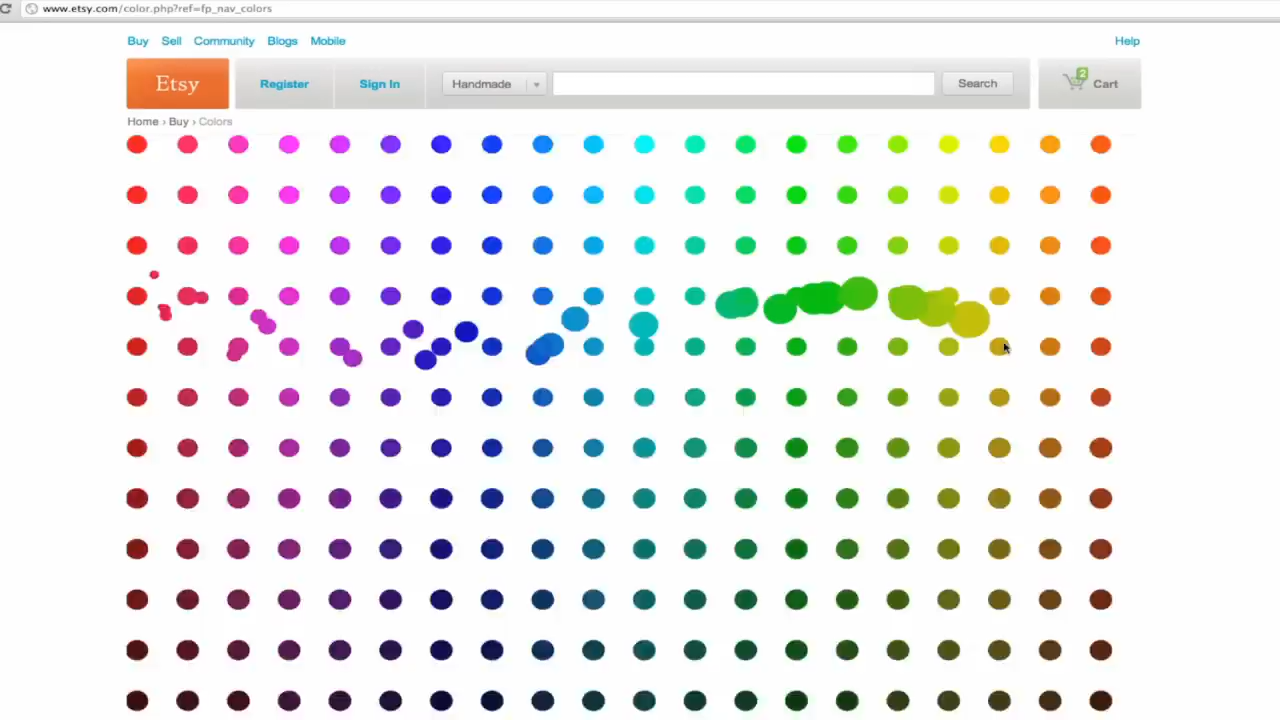 www.etsy.com/color.php?ref=fp_nav_colors
Buy Sell Community Blogs Mobile Help
Etsy Register Sign In Handmade Search 2 Cart
Home › Buy › Colors